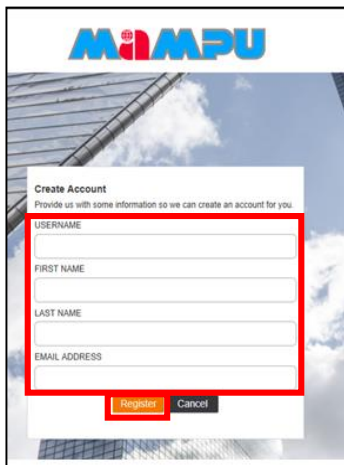 MAMPU
Create Account
Provide us with some information so we can create an account for you.
USERNAME
FIRST NAME
LAST NAME
EMAIL ADDRESS
Register Cancel